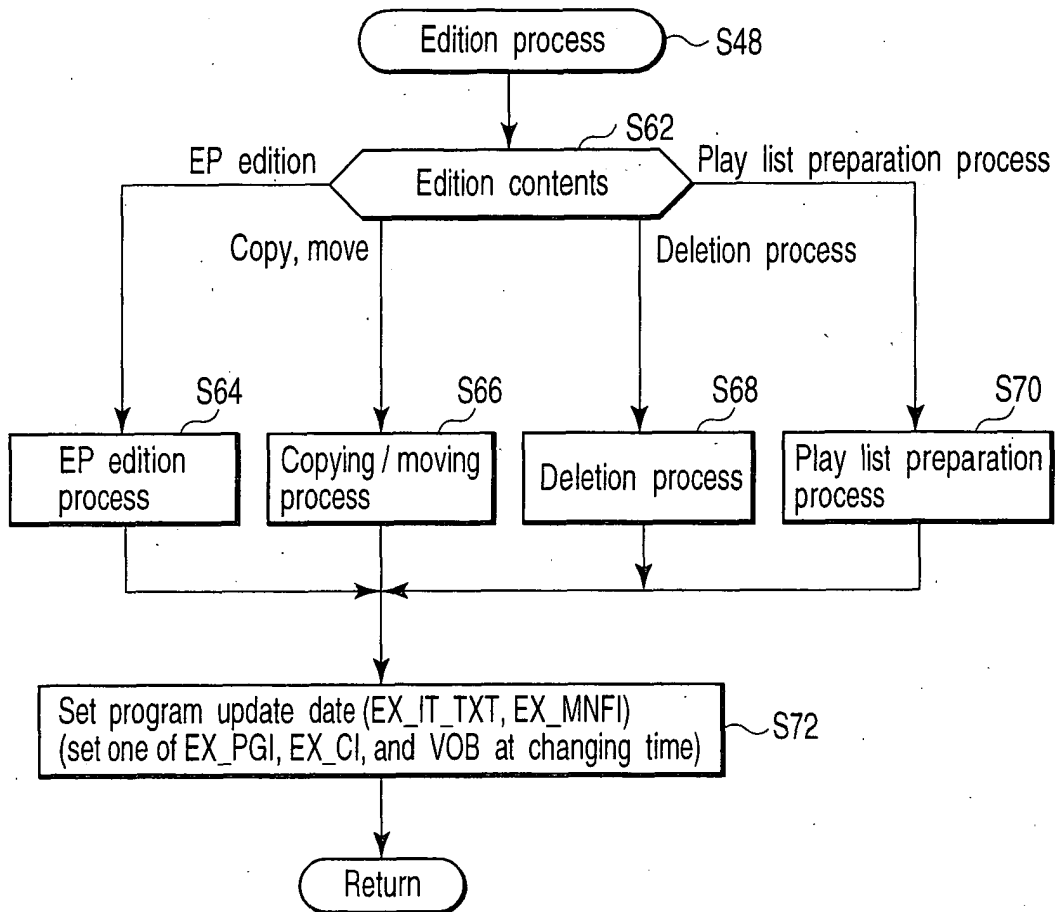 Edition process
S48
S62
EP edition
Edition contents
Play list preparation process
Copy, move
Deletion process
S64
S66
S68
S70
EP edition
process
Copying / moving
process
Deletion process
Play list preparation
process
Set program update date (EX_IT_TXT, EX_MNFI)
(set one of EX_PGI, EX_CI, and VOB at changing time)
S72
Return